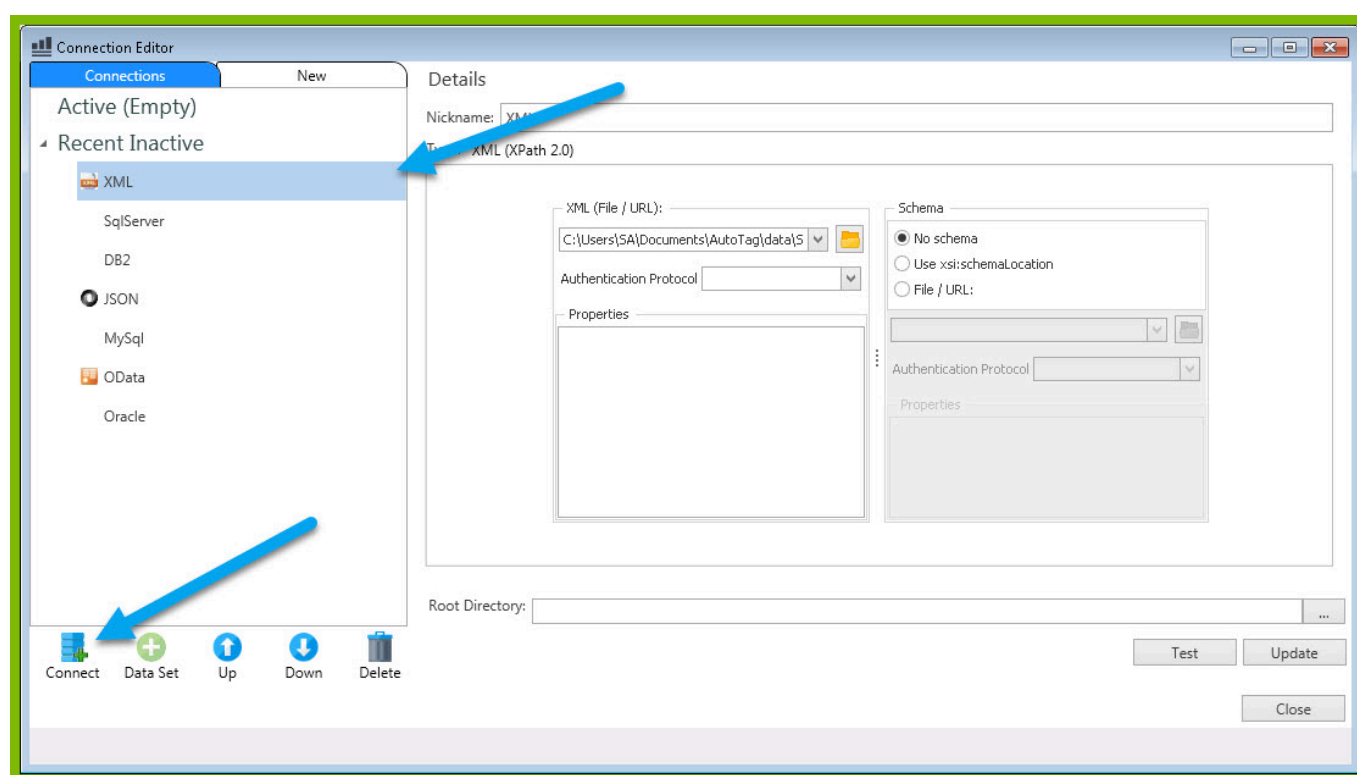 Connection Editor
Connections New
Active (Empty)
Recent Inactive
XML
SqlServer
DB2
JSON
MySql
OData
Oracle
Connect Data Set Up Down Delete
Details
Nickname:
XML (XPath 2.0)
XML (File / URL):
C:\Users\SA\Documents\AutoTag\data\S
Authentication Protocol
Properties
Schema
No schema
Use xsi:schemaLocation
File / URL:
Authentication Protocol
Properties
Root Directory:
...
Test Update
Close